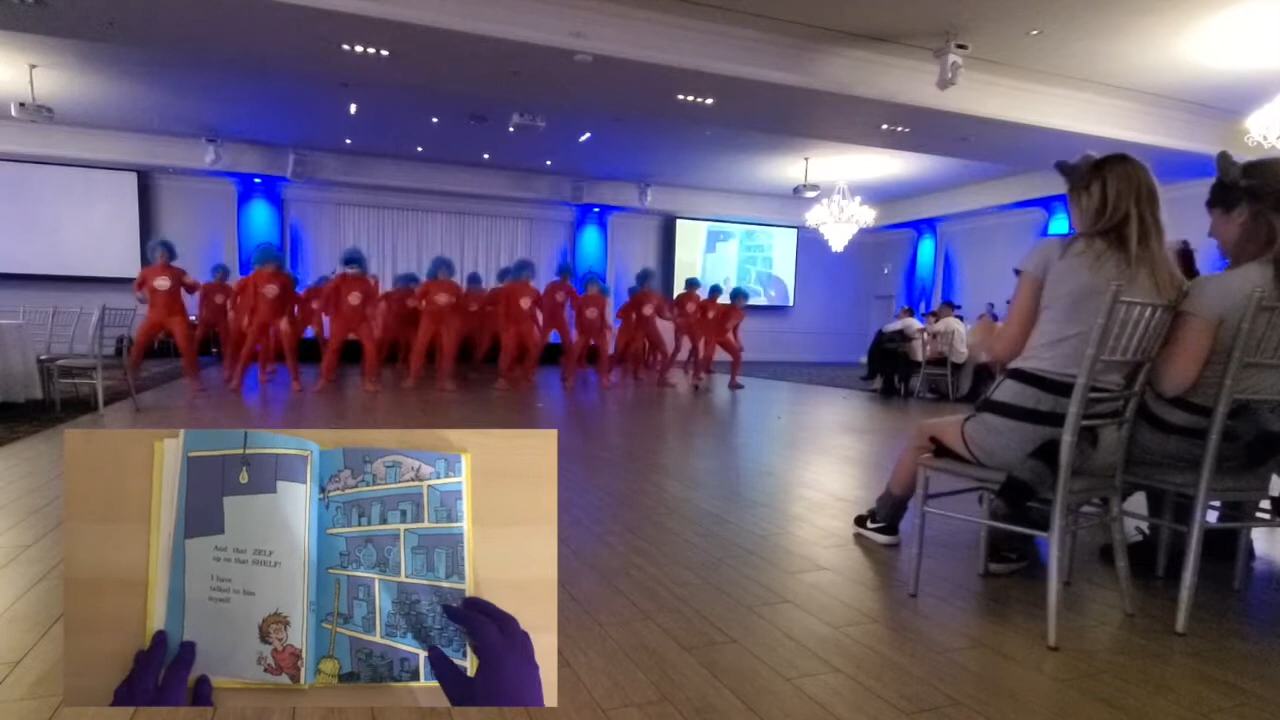 And that ZELF
up on that SHELF!
I have
talked to him
myself.